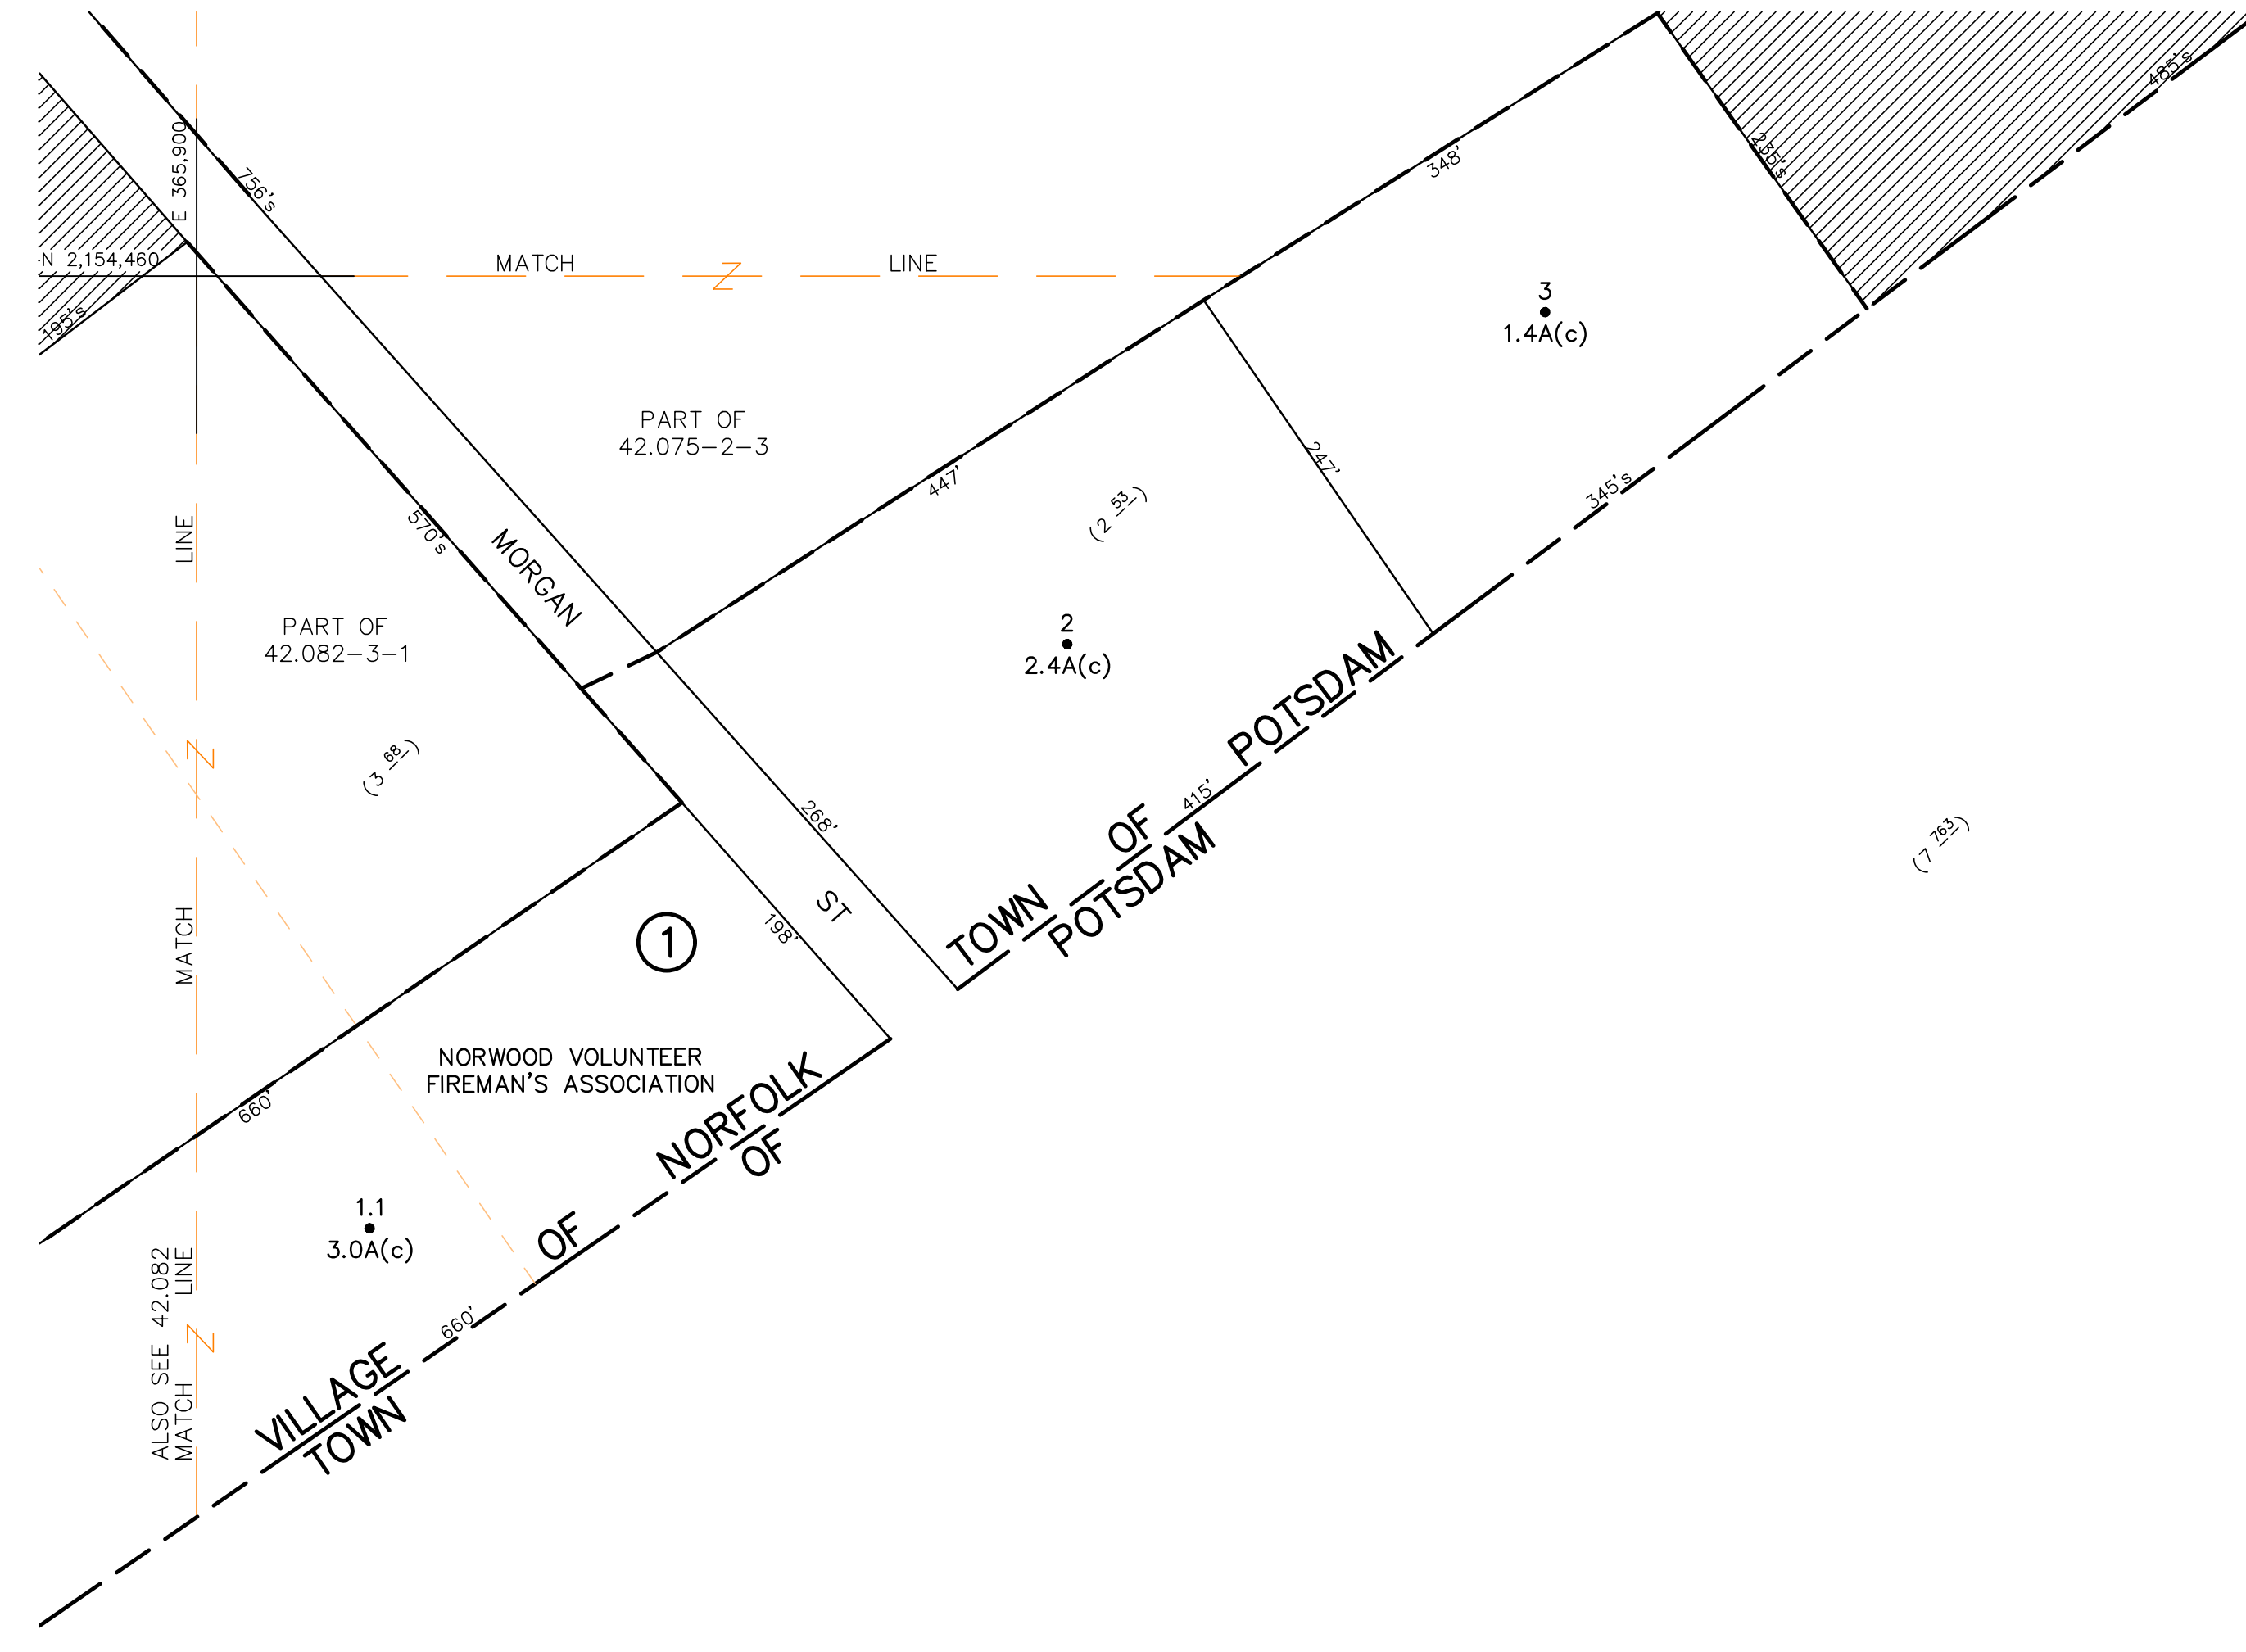 485's
235's
E 365,900
756's
348'
N 2,154,460
MATCH LINE
195's
3
1.4A(c)
PART OF
42.075-2-3
447'
247'
(2 53)
345's
LINE
570's
MORGAN
PART OF
42.082-3-1
2
2.4A(c)
(3 68)
268'
415'
TOWN OF POTSDAM
POTSDAM
(7 763)
MATCH
ST
198'
1
NORWOOD VOLUNTEER
FIREMAN'S ASSOCIATION
660'
1.1
3.0A(c)
VILLAGE OF NORFOLK
TOWN OF
660'
ALSO SEE 42.082
MATCH LINE